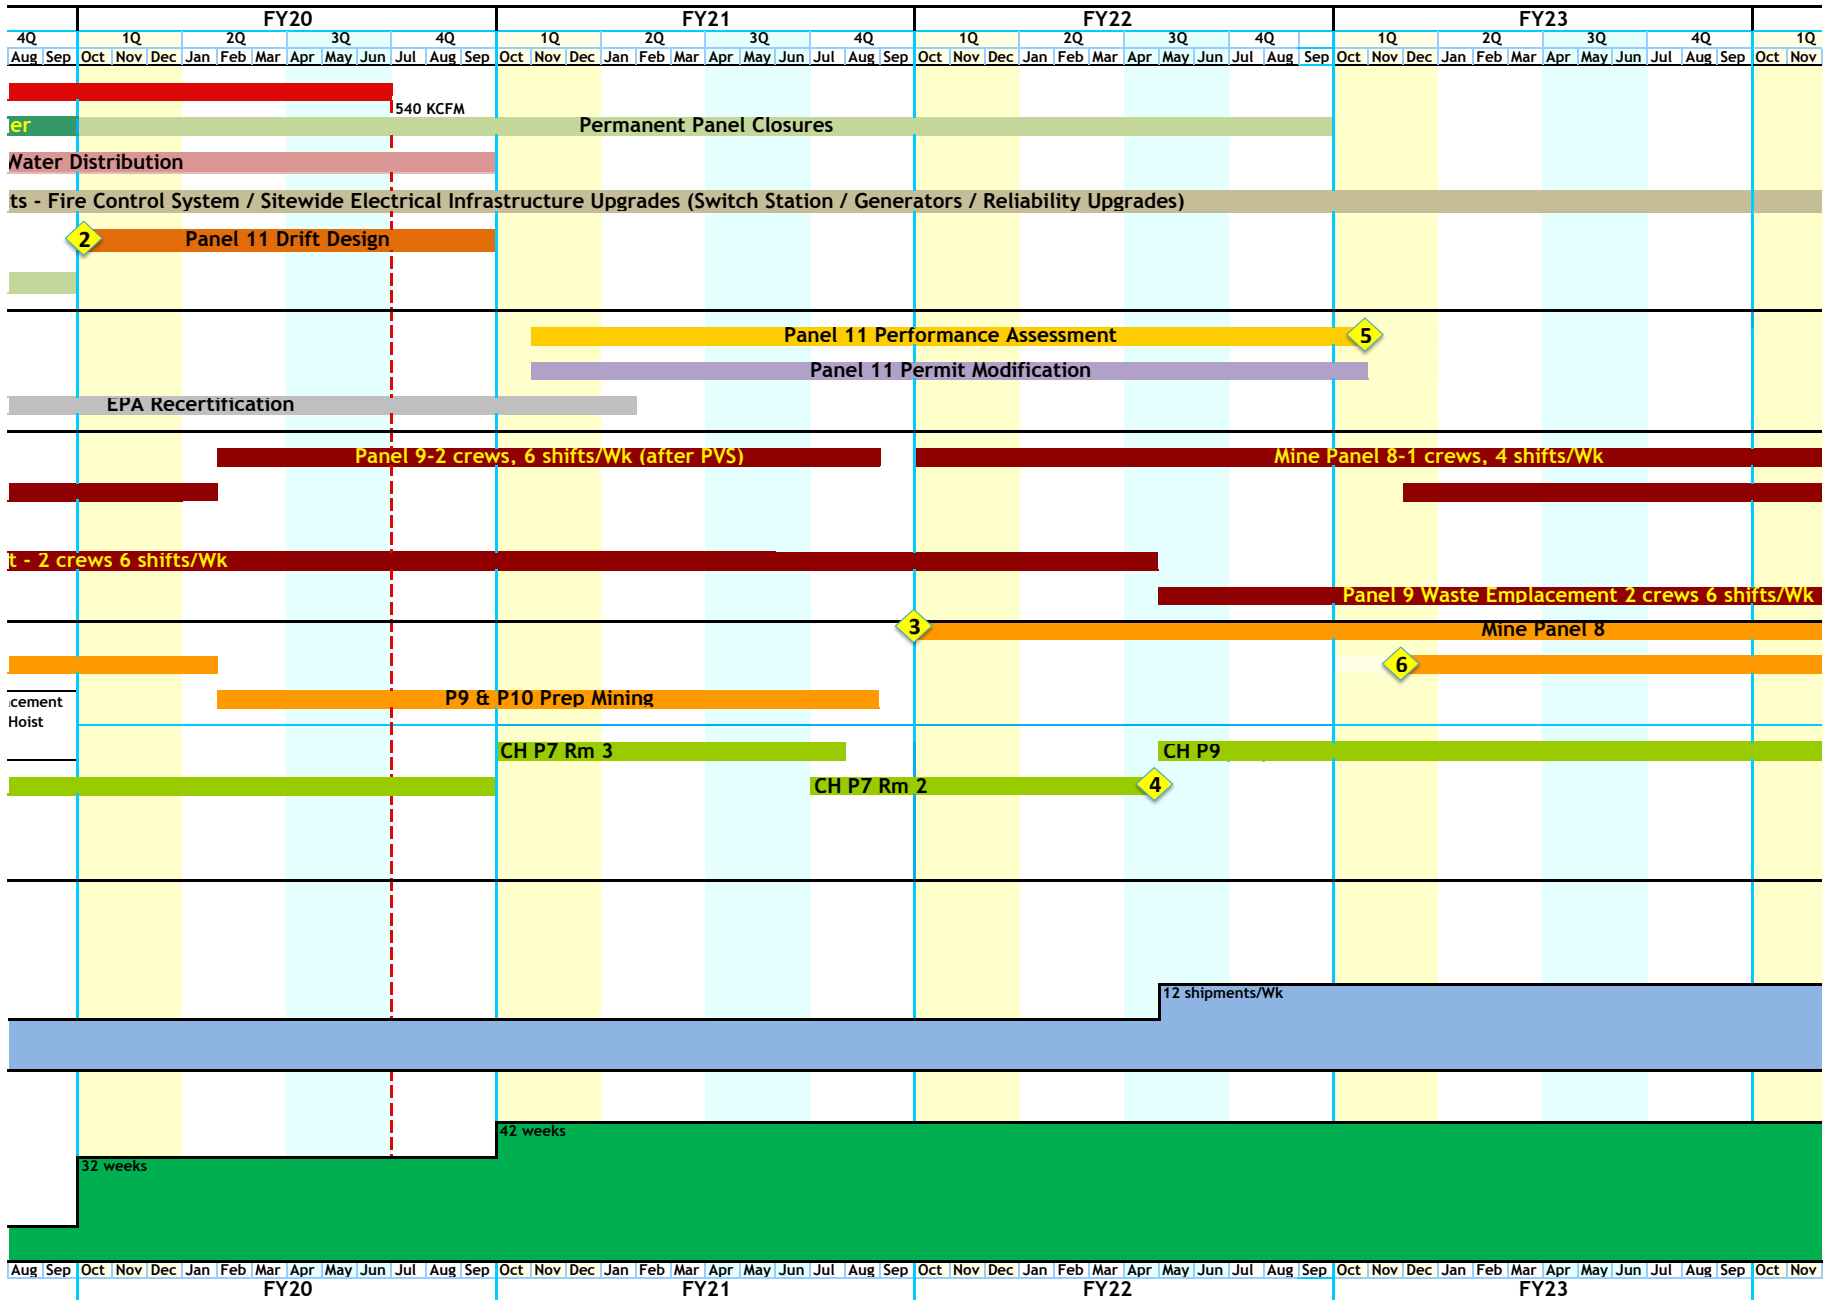 FY20 FY21 FY22 FY23
4Q 1Q 2Q 3Q 4Q 1Q 2Q 3Q 4Q 1Q 2Q 3Q 4Q 1Q 2Q 3Q 4Q 1Q
Aug Sep Oct Nov Dec Jan Feb Mar Apr May Jun Jul Aug Sep Oct Nov Dec Jan Feb Mar Apr May Jun Jul Aug Sep Oct Nov Dec Jan Feb Mar Apr May Jun Jul Aug Sep Oct Nov Dec Jan Feb Mar Apr May Jun Jul Aug Sep Oct Nov
540 KCFM
er Permanent Panel Closures
Water Distribution
ts - Fire Control System / Sitewide Electrical Infrastructure Upgrades (Switch Station / Generators / Reliability Upgrades)
2 Panel 11 Drift Design
Panel 11 Performance Assessment 5
Panel 11 Permit Modification
EPA Recertification
Panel 9-2 crews, 6 shifts/Wk (after PVS) Mine Panel 8-1 crews, 4 shifts/Wk
t - 2 crews 6 shifts/Wk
Panel 9 Waste Emplacement 2 crews 6 shifts/Wk
3 Mine Panel 8
6
P9 & P10 Prep Mining
cement
Hoist
CH P7 Rm 3 CH P9
CH P7 Rm 2 4
12 shipments/Wk
42 weeks
32 weeks
Aug Sep Oct Nov Dec Jan Feb Mar Apr May Jun Jul Aug Sep Oct Nov Dec Jan Feb Mar Apr May Jun Jul Aug Sep Oct Nov Dec Jan Feb Mar Apr May Jun Jul Aug Sep Oct Nov Dec Jan Feb Mar Apr May Jun Jul Aug Sep Oct Nov
FY20 FY21 FY22 FY23